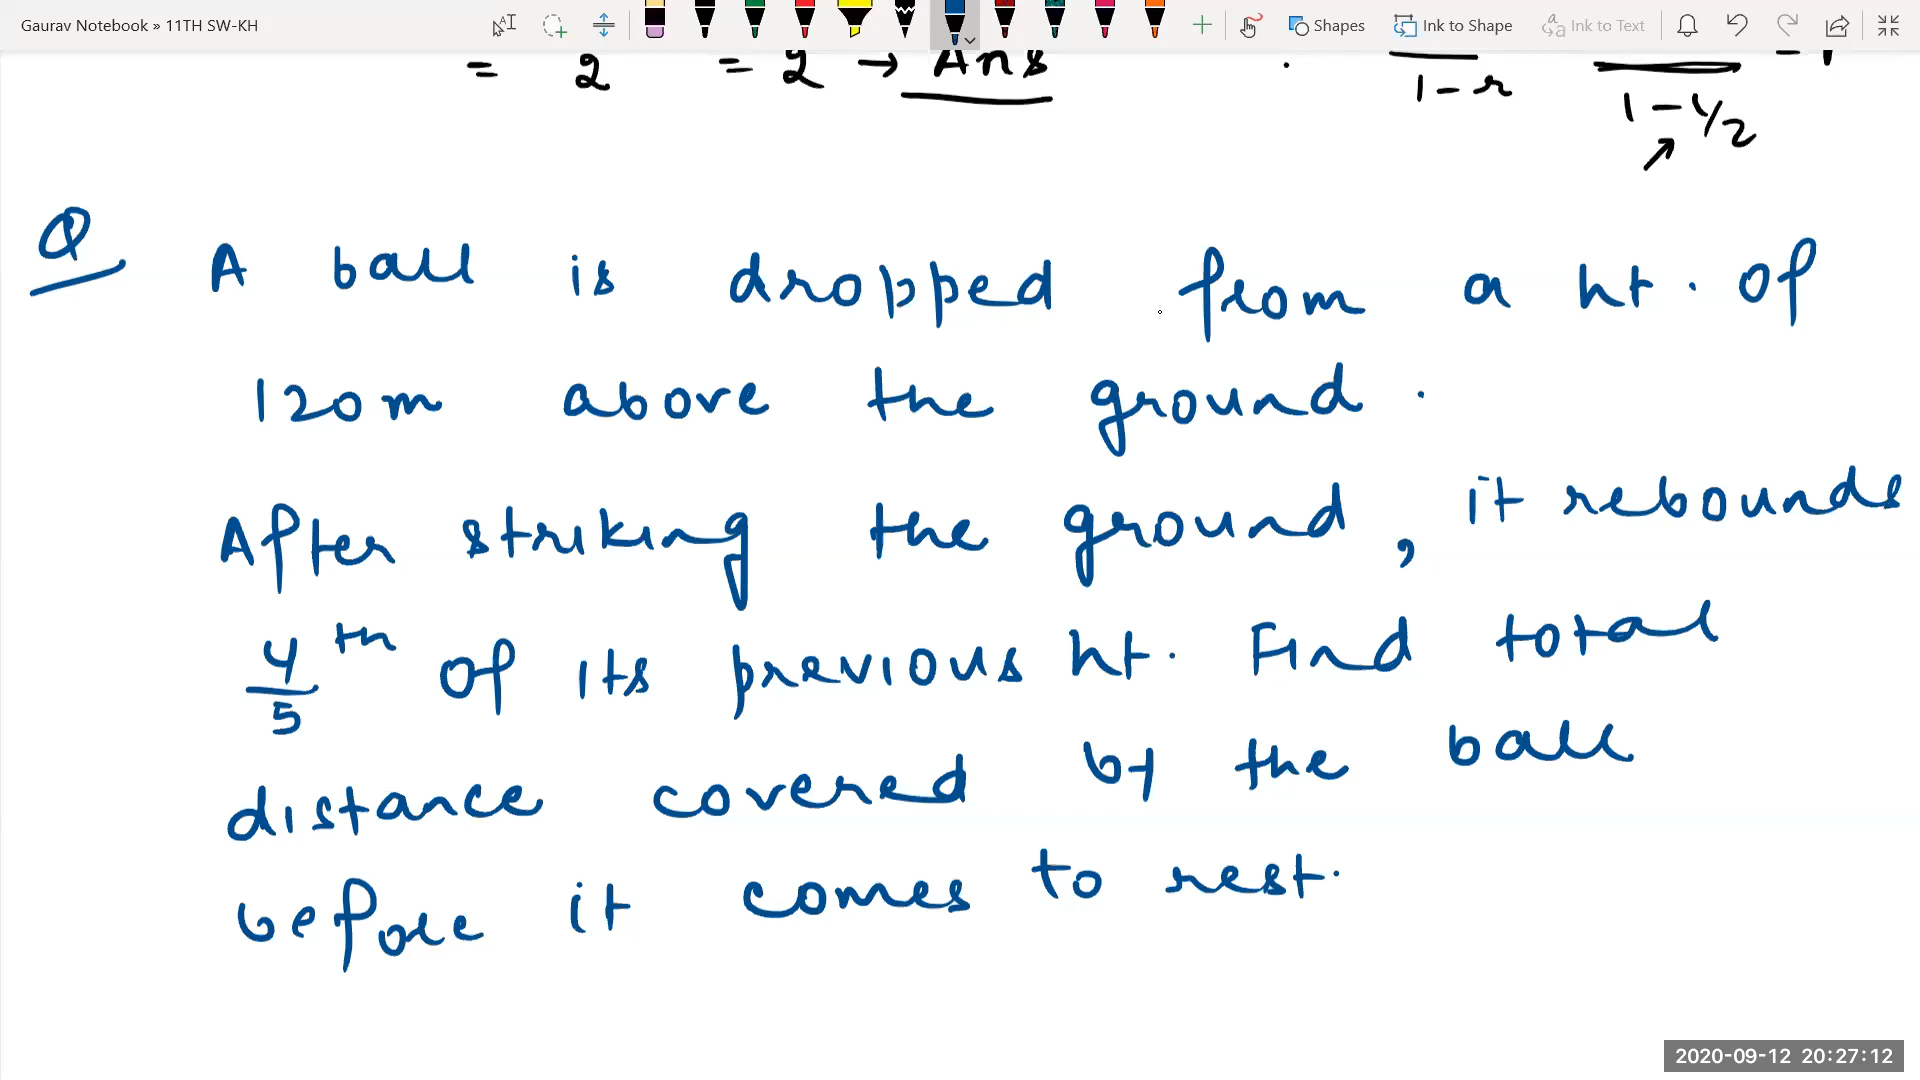 Gaurav Notebook » 11TH SW-KH
Shapes
Ink to Shape
Ink to Text
= 2 = 2 → Ans
1-r
1-1/2
Q A ball is dropped from a ht. of
120m above the ground.
After striking the ground, it rebounds
4/5 th of its previous ht. Find total
distance covered by the ball
before it comes to rest.
2020-09-12 20:27:12